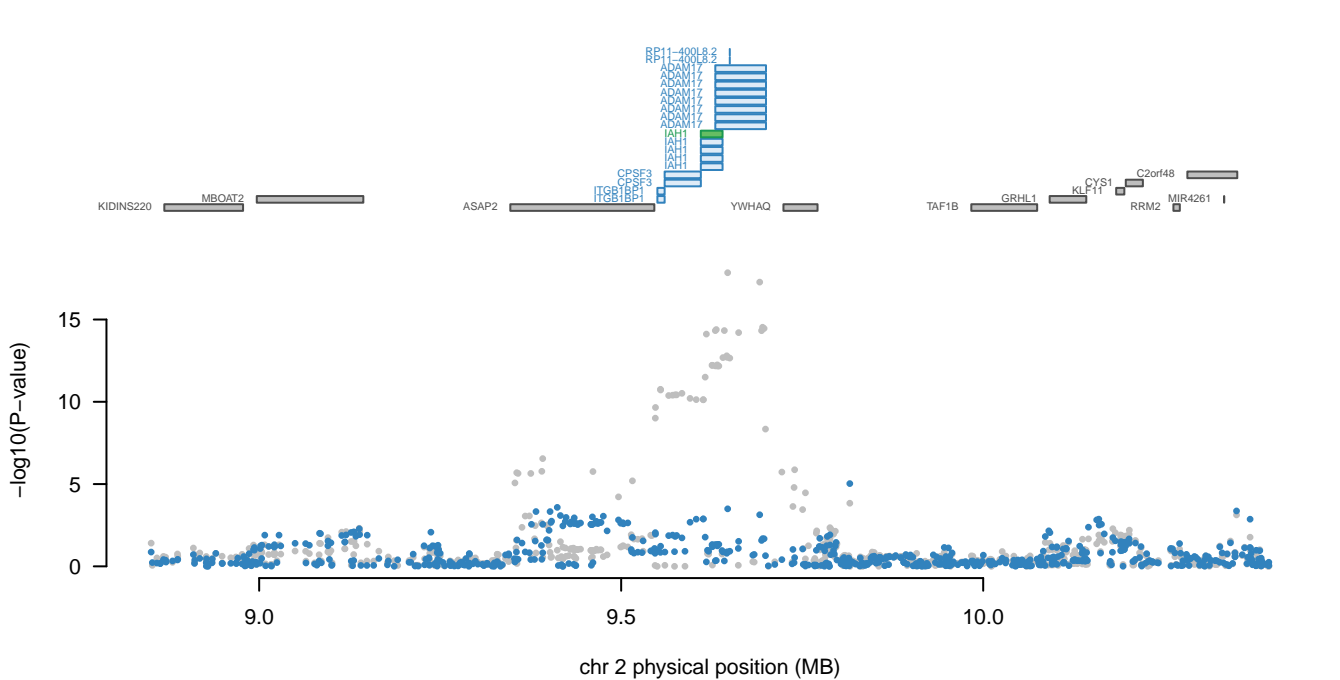 RP11−400L8.2
RP11−400L8.2
ADAM17
ADAM17
ADAM17
ADAM17
ADAM17
ADAM17
ADAM17
ADAM17
IAH1
IAH1
IAH1
IAH1
IAH1
CPSF3
C2orf48
CPSF3
CYS1
ITGB1BP1
KLF11
MBOAT2
ITGB1BP1
GRHL1
MIR4261
KIDINS220
ASAP2
YWHAQ
TAF1B
RRM2
15
10
5
0
−log10(P−value)
9.0
9.5
10.0
chr 2 physical position (MB)